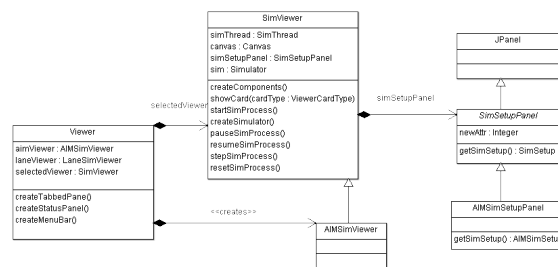 SimViewer
simThread : SimThread
canvas : Canvas
simSetupPanel : SimSetupPanel
sim : Simulator
createComponents()
showCard(cardType : ViewerCardType)
startSimProcess()
createSimulator()
pauseSimProcess()
resumeSimProcess()
stepSimProcess()
resetSimProcess()
JPanel
selectedViewer
simSetupPanel
SimSetupPanel
newAttr : Integer
getSimSetup() : SimSetup
Viewer
aimViewer : AIMSimViewer
laneViewer : LaneSimViewer
selectedViewer : SimViewer
createTabbedPane()
createStatusPanel()
createMenuBar()
<<creates>>
AIMSimViewer
AIMSimSetupPanel
getSimSetup() : AIMSimSetu